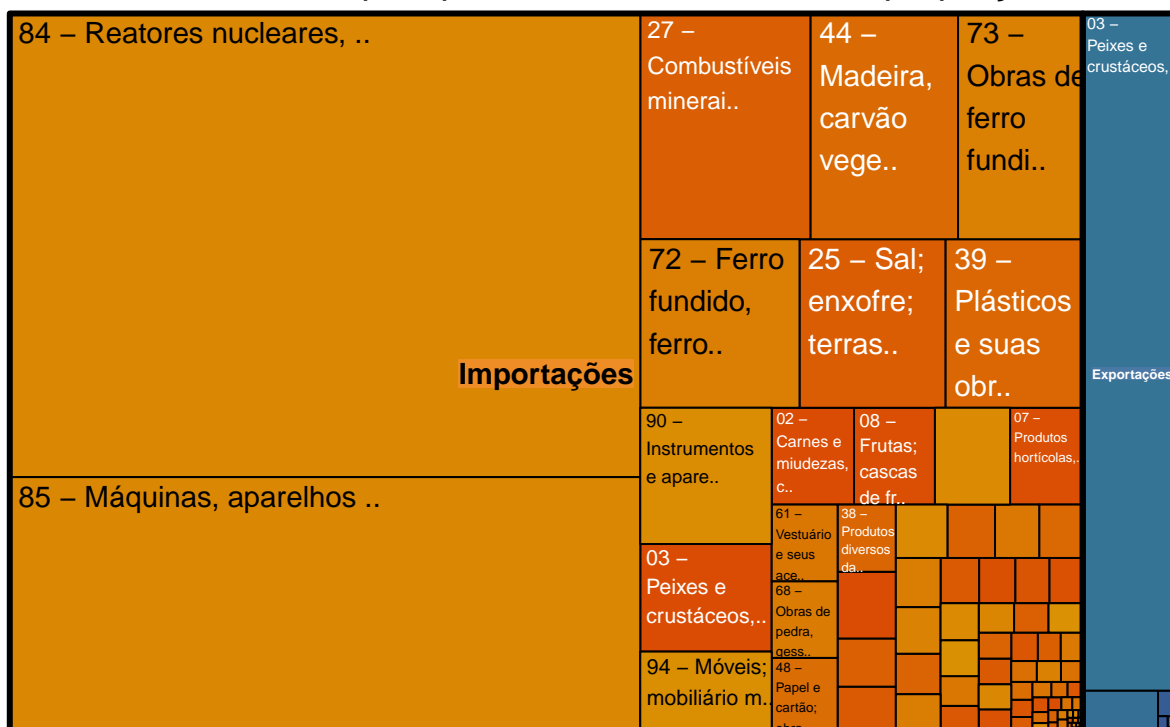 84 – Reatores nucleares, ..
27 –
Combustíveis
minerai..
44 –
Madeira,
carvão
vege..
73 –
Obras de
ferro
fundi..
03 –
Peixes e
crustáceos,
72 – Ferro
fundido,
ferro..
25 – Sal;
enxofre;
terras..
39 –
Plásticos
e suas
obr..
Importações
Exportações
90 –
Instrumentos
e apare..
02 –
Carnes e
miudezas,
c..
08 –
Frutas;
cascas
de fr..
07 –
Produtos
hortícolas,..
85 – Máquinas, aparelhos ..
61 –
Vestuário
e seus
ace..
38 –
Produtos
diversos
da..
03 –
Peixes e
crustáceos,..
68 –
Obras de
pedra,
gess..
94 – Móveis;
mobiliário m..
48 –
Papel e
cartão;